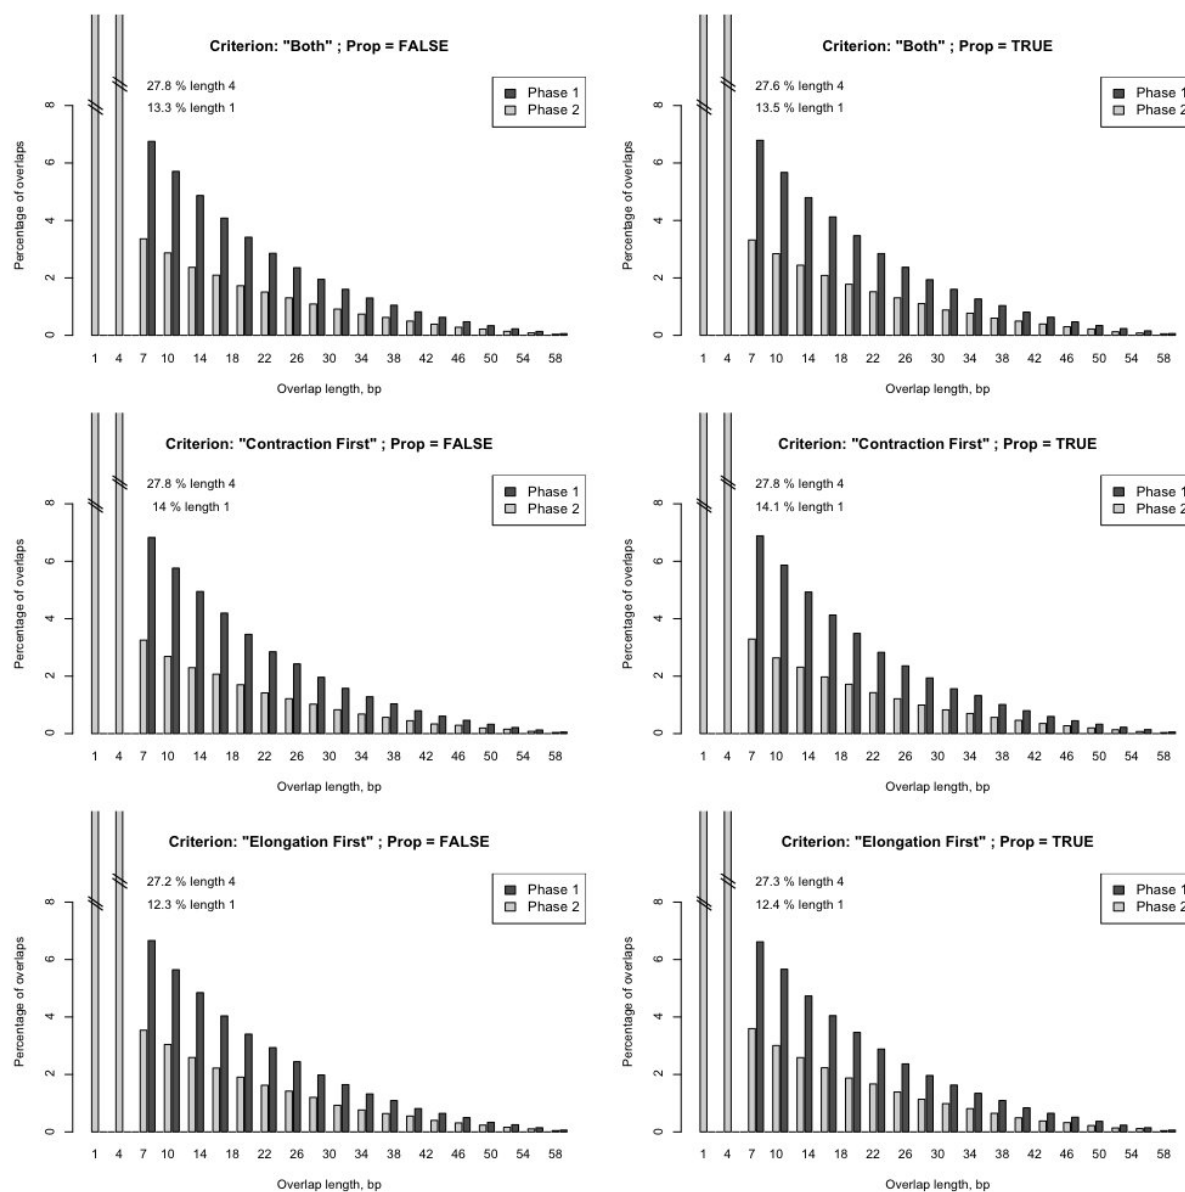 Criterion: "Both" ; Prop = FALSE
27.8 % length 4
13.3 % length 1
Phase 1
Phase 2
Percentage of overlaps
8
6
4
2
0
1 4 7 10 14 18 22 26 30 34 38 42 46 50 54 58
Overlap length, bp
Criterion: "Both" ; Prop = TRUE
27.6 % length 4
13.5 % length 1
Phase 1
Phase 2
Percentage of overlaps
8
6
4
2
0
1 4 7 10 14 18 22 26 30 34 38 42 46 50 54 58
Overlap length, bp
Criterion: "Contraction First" ; Prop = FALSE
27.8 % length 4
14 % length 1
Phase 1
Phase 2
Percentage of overlaps
8
6
4
2
0
1 4 7 10 14 18 22 26 30 34 38 42 46 50 54 58
Overlap length, bp
Criterion: "Contraction First" ; Prop = TRUE
27.8 % length 4
14.1 % length 1
Phase 1
Phase 2
Percentage of overlaps
8
6
4
2
0
1 4 7 10 14 18 22 26 30 34 38 42 46 50 54 58
Overlap length, bp
Criterion: "Elongation First" ; Prop = FALSE
27.2 % length 4
12.3 % length 1
Phase 1
Phase 2
Percentage of overlaps
8
6
4
2
0
1 4 7 10 14 18 22 26 30 34 38 42 46 50 54 58
Overlap length, bp
Criterion: "Elongation First" ; Prop = TRUE
27.3 % length 4
12.4 % length 1
Phase 1
Phase 2
Percentage of overlaps
8
6
4
2
0
1 4 7 10 14 18 22 26 30 34 38 42 46 50 54 58
Overlap length, bp